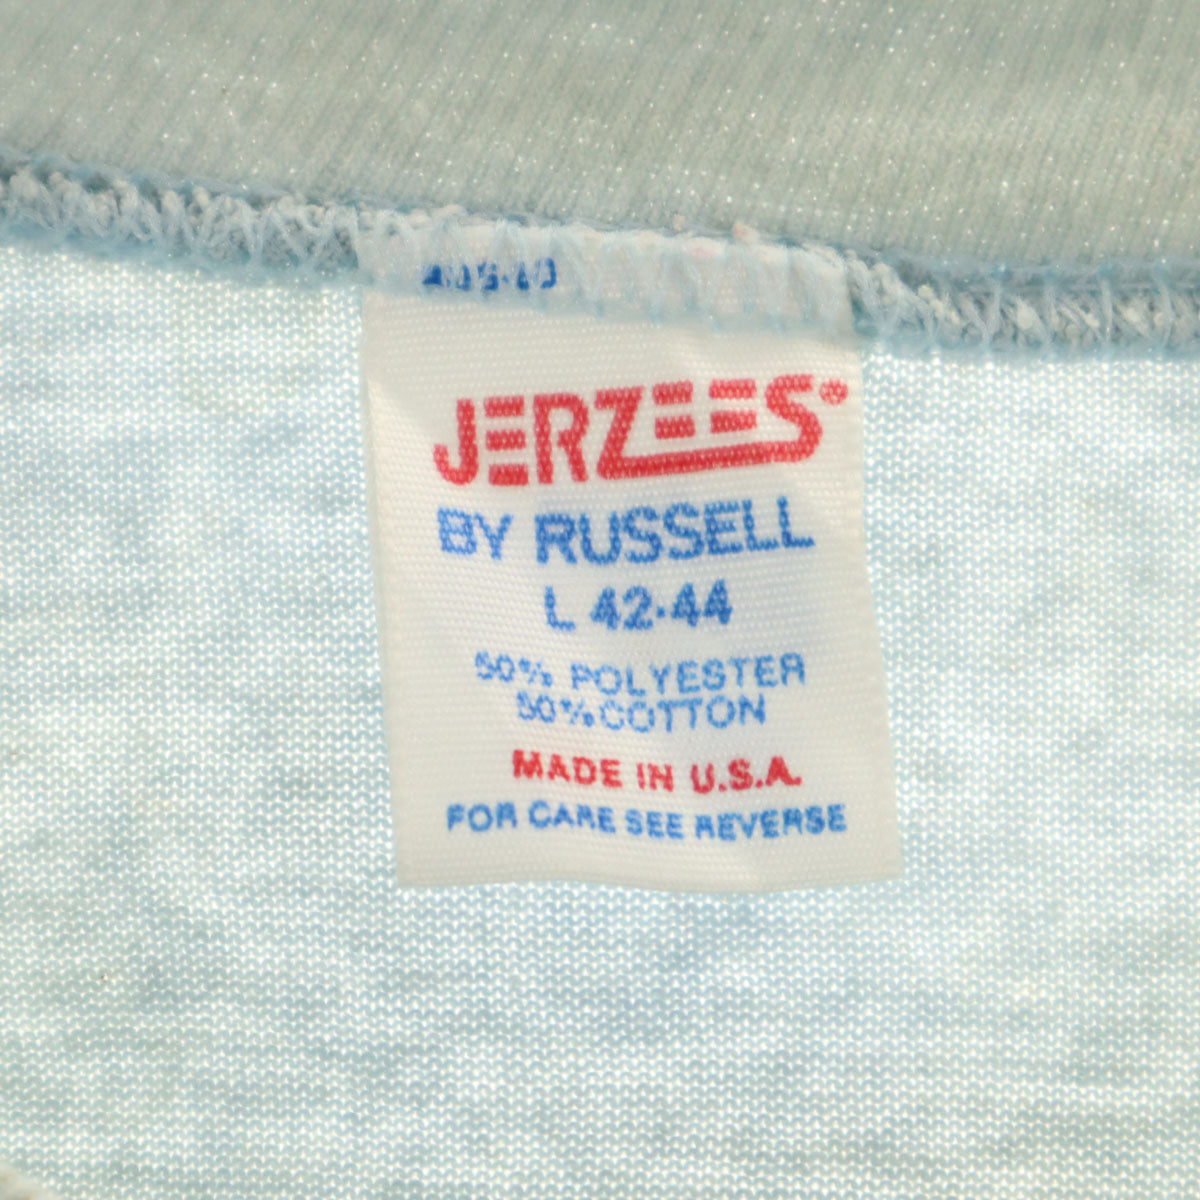 JERZEES®
BY RUSSELL
L 42-44
50% POLYESTER
50% COTTON
MADE IN U.S.A.
FOR CARE SEE REVERSE